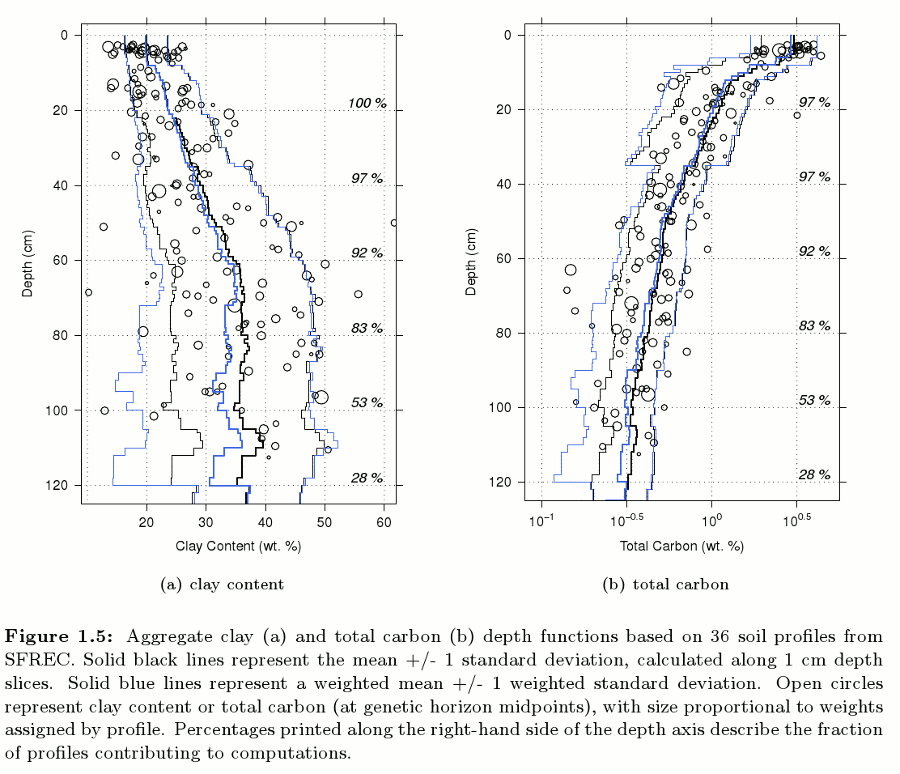 0
20
40
60
80
100
120
Depth (cm)
100 %
97 %
92 %
83 %
53 %
28 %
20 30 40 50 60
Clay Content (wt. %)
(a) clay content
0
20
40
60
80
100
120
Depth (cm)
97 %
97 %
92 %
83 %
53 %
28 %
10⁻¹ 10⁻⁰·⁵ 10⁰ 10⁰·⁵
Total Carbon (wt. %)
(b) total carbon
Figure 1.5: Aggregate clay (a) and total carbon (b) depth functions based on 36 soil profiles from
SFREC. Solid black lines represent the mean +/- 1 standard deviation, calculated along 1 cm depth
slices. Solid blue lines represent a weighted mean +/- 1 weighted standard deviation. Open circles
represent clay content or total carbon (at genetic horizon midpoints), with size proportional to weights
assigned by profile. Percentages printed along the right-hand side of the depth axis describe the fraction
of profiles contributing to computations.